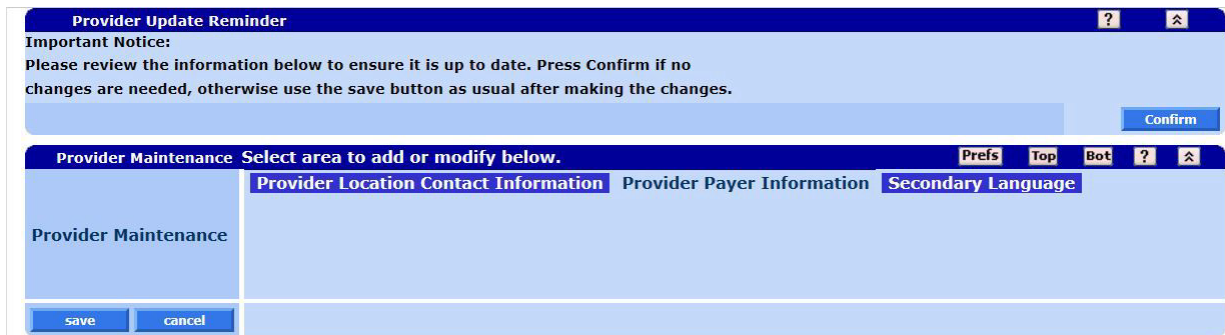 Provider Update Reminder ?
Important Notice:
Please review the information below to ensure it is up to date. Press Confirm if no
changes are needed, otherwise use the save button as usual after making the changes.
Confirm
Provider Maintenance Select area to add or modify below. Prefs Top Bot ?
Provider Location Contact Information Provider Payer Information Secondary Language
Provider Maintenance
save cancel